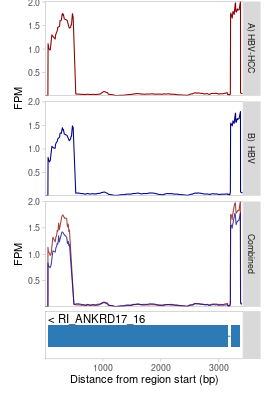 2.0
1.5
1.0
0.5
FPM
A) HBV-HCC
2.0
1.5
1.0
0.5
B) HBV
2.0
1.5
1.0
0.5
FPM
Combined
< RI_ANKRD17_16
1000 2000 3000
Distance from region start (bp)